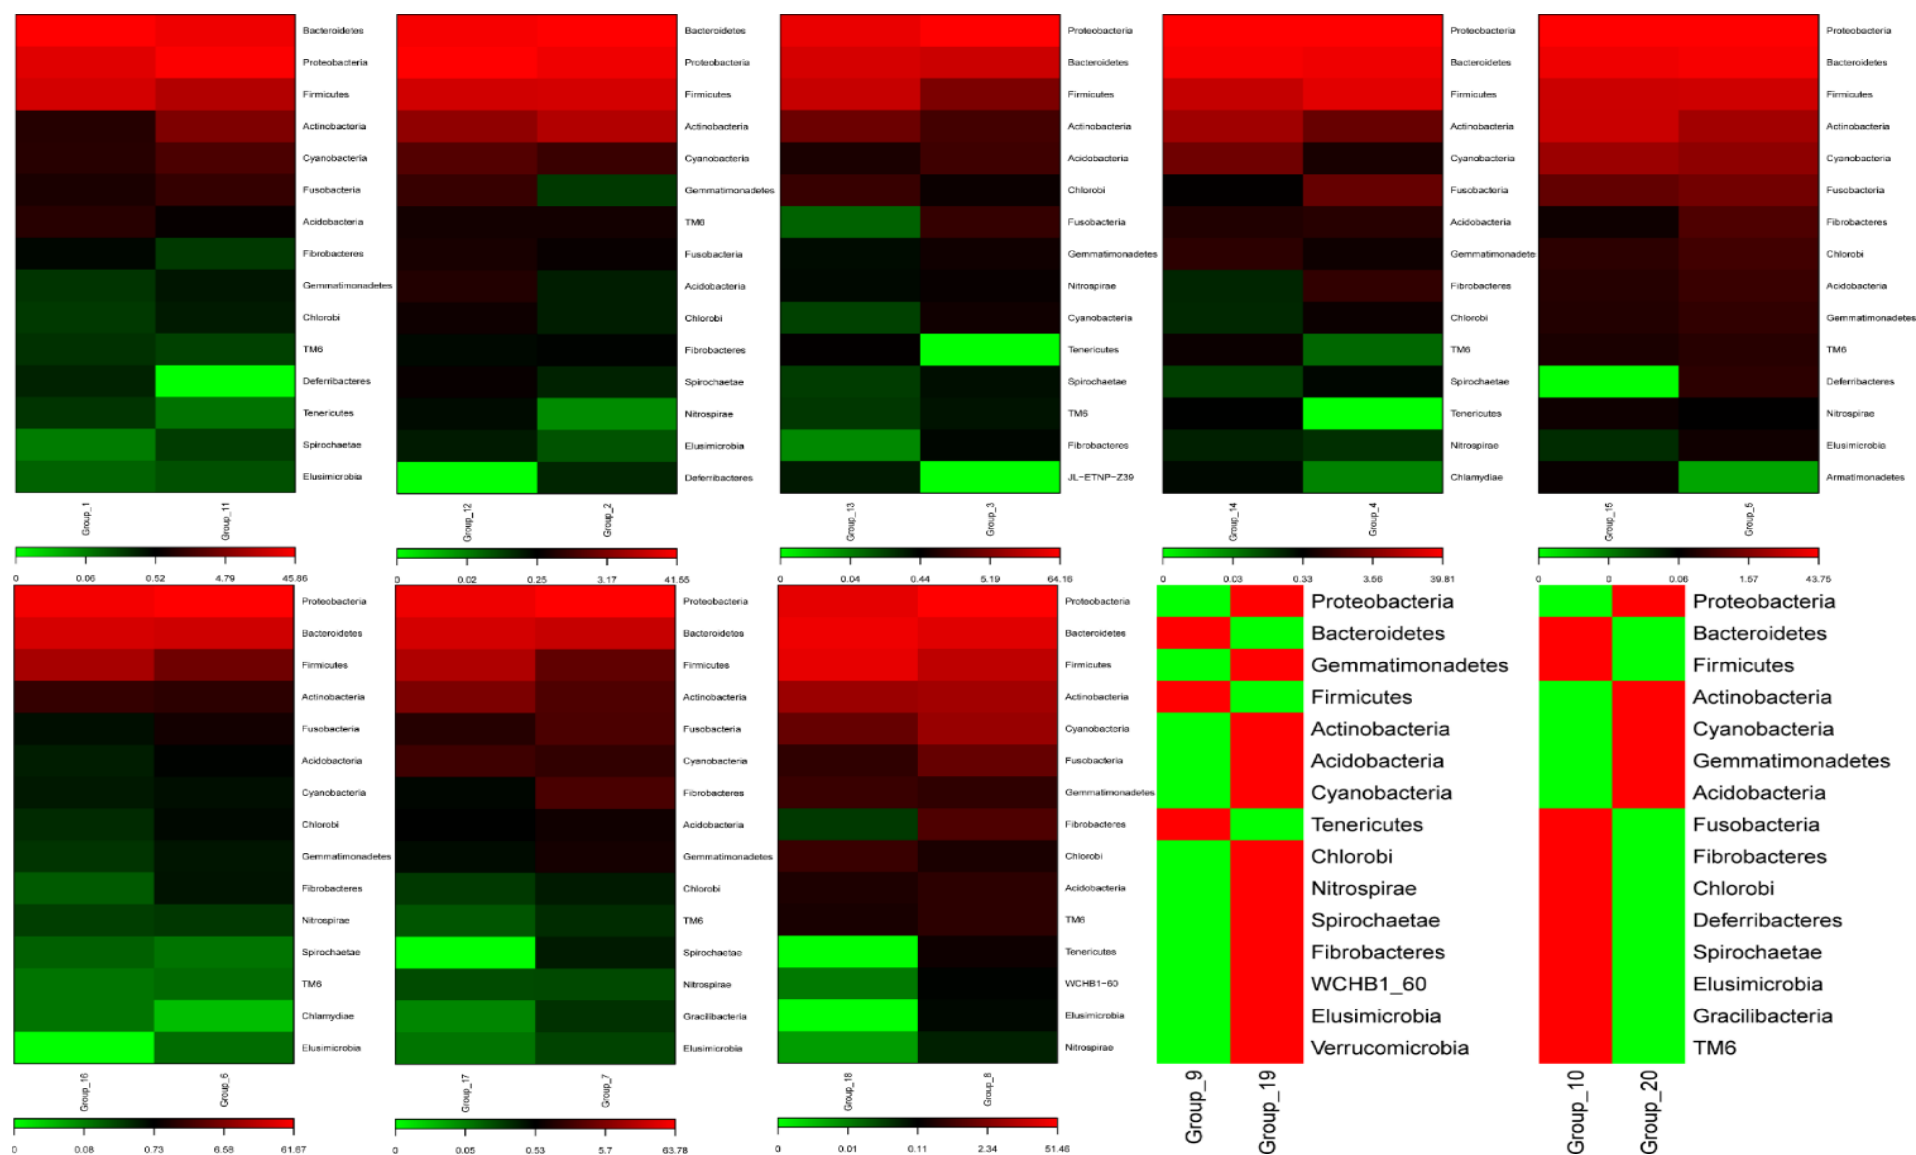 Bacteroidetes
Proteobacteria
Firmicutes
Actinobacteria
Cyanobacteria
Fusobacteria
Acidobacteria
Fibrobacteres
Gemmatimonadetes
Chlorobi
TM6
Deferribacteres
Tenericutes
Spirochaetae
Elusimicrobia
Group_1
Group_11
0 0.06 0.52 4.79 45.86
Bacteroidetes
Proteobacteria
Firmicutes
Actinobacteria
Cyanobacteria
Gemmatimonadetes
TM6
Fusobacteria
Acidobacteria
Chlorobi
Fibrobacteres
Spirochaetae
Nitrospirae
Elusimicrobia
Deferribacteres
Group_12
Group_2
0 0.02 0.25 3.17 41.55
Proteobacteria
Bacteroidetes
Firmicutes
Actinobacteria
Acidobacteria
Chlorobi
Fusobacteria
Gemmatimonadetes
Nitrospirae
Cyanobacteria
Tenericutes
Spirochaetae
TM6
Fibrobacteres
JL-ETNP-Z39
Group_13
Group_3
0 0.04 0.44 5.19 64.16
Proteobacteria
Bacteroidetes
Firmicutes
Actinobacteria
Cyanobacteria
Fusobacteria
Acidobacteria
Gemmatimonadete
Fibrobacteres
Chlorobi
TM6
Spirochaetae
Tenericutes
Nitrospirae
Chlamydiae
Group_14
Group_4
0 0.03 0.33 3.56 39.81
Proteobacteria
Bacteroidetes
Firmicutes
Actinobacteria
Cyanobacteria
Fusobacteria
Fibrobacteres
Chlorobi
Acidobacteria
Gemmatimonadetes
TM6
Deferribacteres
Nitrospirae
Elusimicrobia
Armatimonadetes
Group_15
Group_5
0 0 0.06 1.57 43.75
Proteobacteria
Bacteroidetes
Firmicutes
Actinobacteria
Fusobacteria
Acidobacteria
Cyanobacteria
Chlorobi
Gemmatimonadetes
Fibrobacteres
Nitrospirae
Spirochaetae
TM6
Chlamydiae
Elusimicrobia
Group_16
Group_6
0 0.08 0.73 6.58 61.67
Proteobacteria
Bacteroidetes
Firmicutes
Actinobacteria
Fusobacteria
Cyanobacteria
Fibrobacteres
Acidobacteria
Gemmatimonadetes
Chlorobi
TM6
Spirochaetae
Nitrospirae
Gracilibacteria
Elusimicrobia
Group_17
Group_7
0 0.05 0.53 5.7 63.78
Proteobacteria
Bacteroidetes
Firmicutes
Actinobacteria
Cyanobacteria
Fusobacteria
Gemmatimonadetes
Fibrobacteres
Chlorobi
Acidobacteria
TM6
Tenericutes
WCHB1-60
Elusimicrobia
Nitrospirae
Group_18
Group_8
0 0.01 0.11 2.34 51.46
Proteobacteria
Bacteroidetes
Gemmatimonadetes
Firmicutes
Actinobacteria
Acidobacteria
Cyanobacteria
Tenericutes
Chlorobi
Nitrospirae
Spirochaetae
Fibrobacteres
WCHB1_60
Elusimicrobia
Verrucomicrobia
Group_9
Group_19
Proteobacteria
Bacteroidetes
Firmicutes
Actinobacteria
Cyanobacteria
Gemmatimonadetes
Acidobacteria
Fusobacteria
Fibrobacteres
Chlorobi
Deferribacteres
Spirochaetae
Elusimicrobia
Gracilibacteria
TM6
Group_10
Group_20